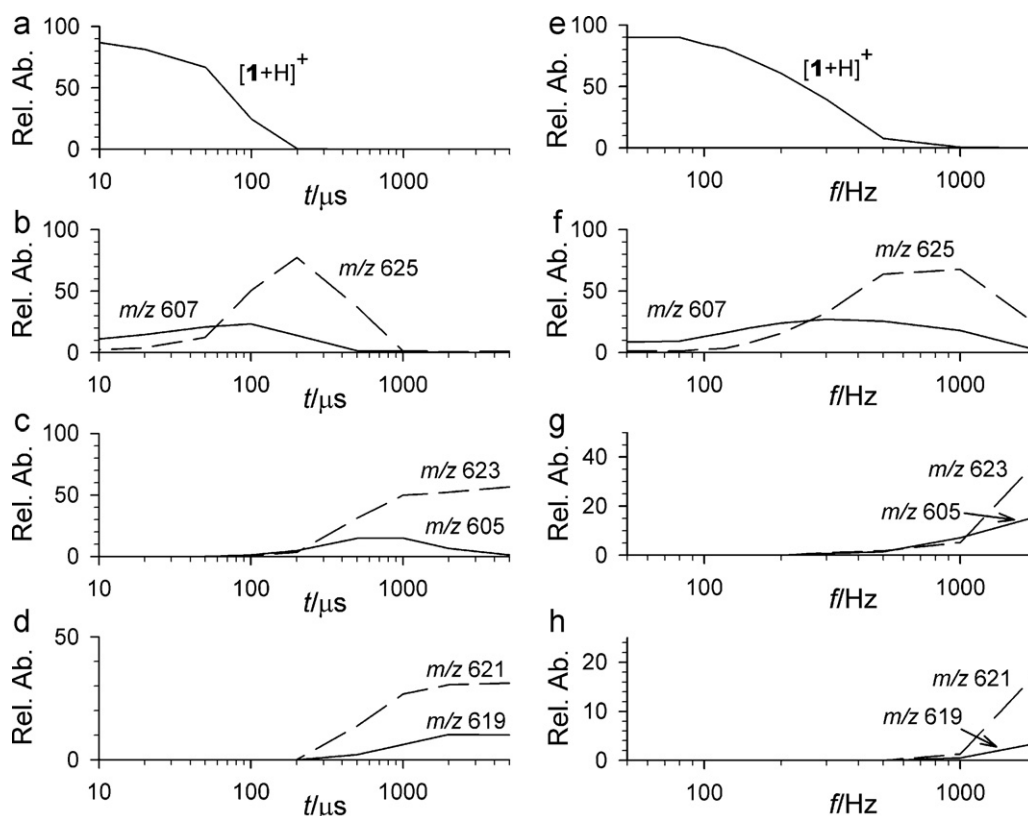 a
100
50
0
Rel. Ab.
[1+H]+
10
100
1000
t/µs
b
100
50
0
Rel. Ab.
m/z 607
m/z 625
10
100
1000
t/µs
c
100
50
0
Rel. Ab.
m/z 623
m/z 605
10
100
1000
t/µs
d
50
0
Rel. Ab.
m/z 621
m/z 619
10
100
1000
t/µs
e
100
50
0
Rel. Ab.
[1+H]+
100
1000
f/Hz
f
100
50
0
Rel. Ab.
m/z 607
m/z 625
100
1000
f/Hz
g
40
20
0
Rel. Ab.
m/z 623
m/z 605
100
1000
f/Hz
h
20
10
0
Rel. Ab.
m/z 621
m/z 619
100
1000
f/Hz